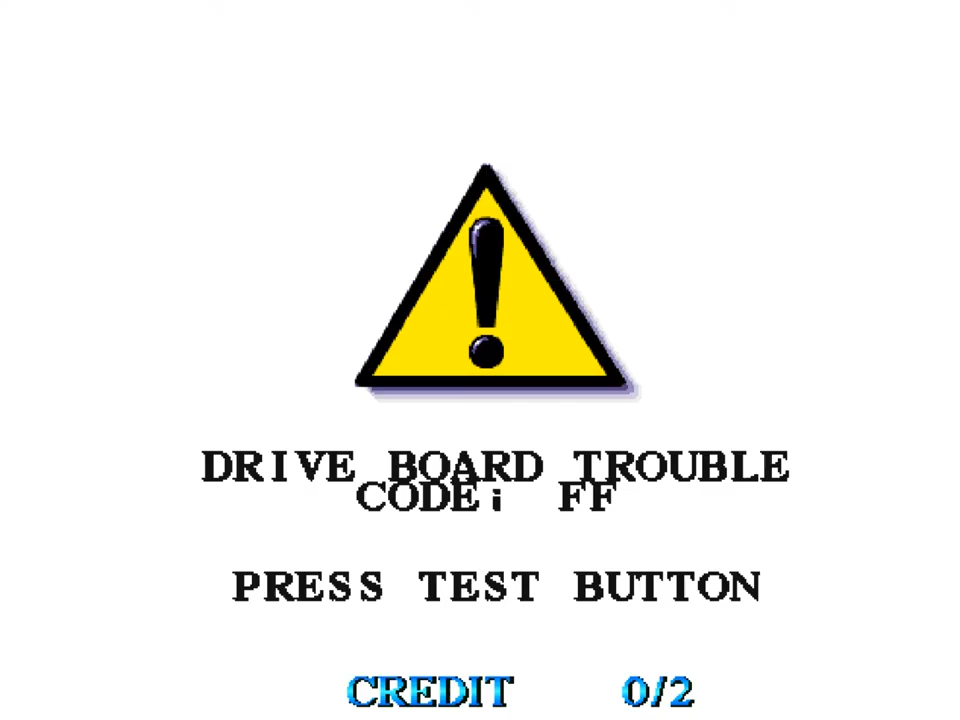 DRIVE BOARD TROUBLE
CODE¡ FF
PRESS TEST BUTTON
CREDIT 0/2